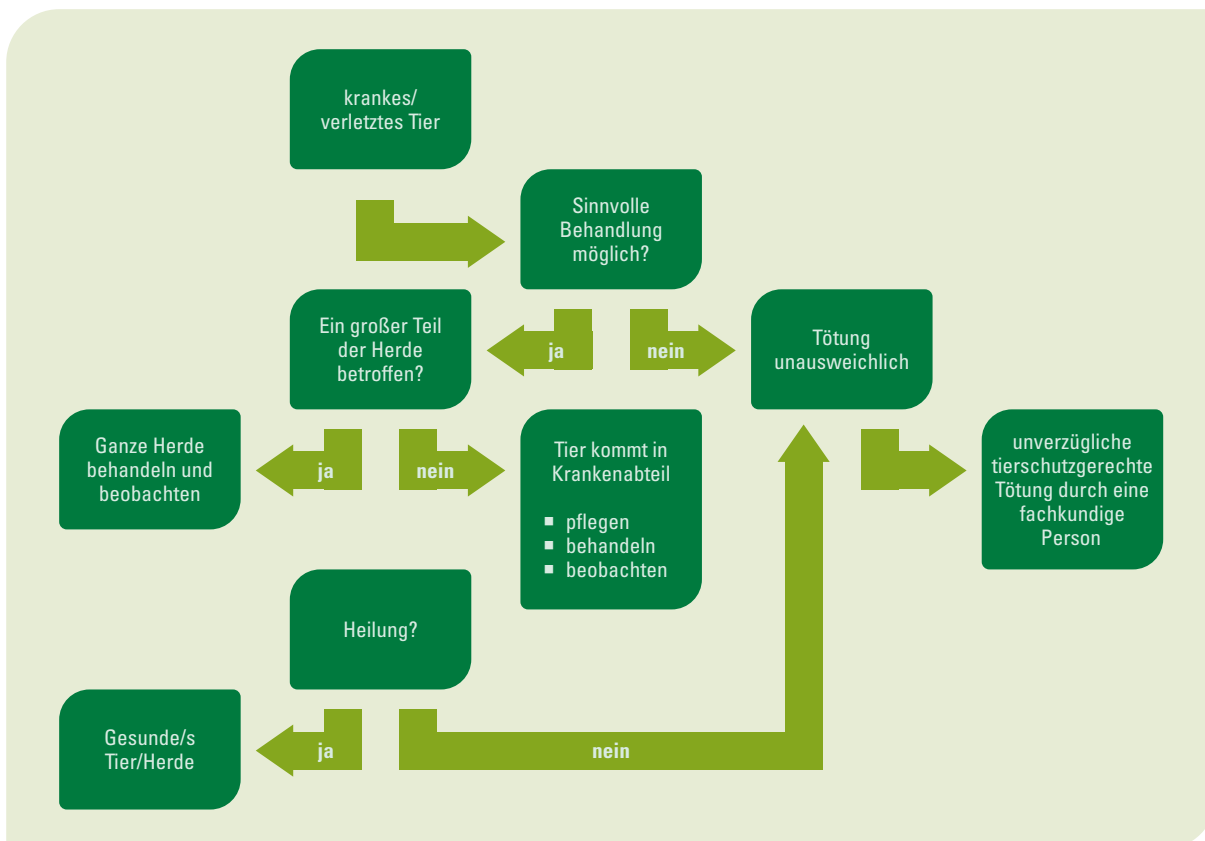 krankes/
verletztes Tier
Sinnvolle
Behandlung
möglich?
Ein großer Teil
der Herde
betroffen?
ja
nein
Tötung
unausweichlich
Ganze Herde
behandeln und
beobachten
ja
nein
Tier kommt in
Krankenabteil
▪ pflegen
▪ behandeln
▪ beobachten
unverzügliche
tierschutzgerechte
Tötung durch eine
fachkundige
Person
Heilung?
Gesunde/s
Tier/Herde
ja
nein